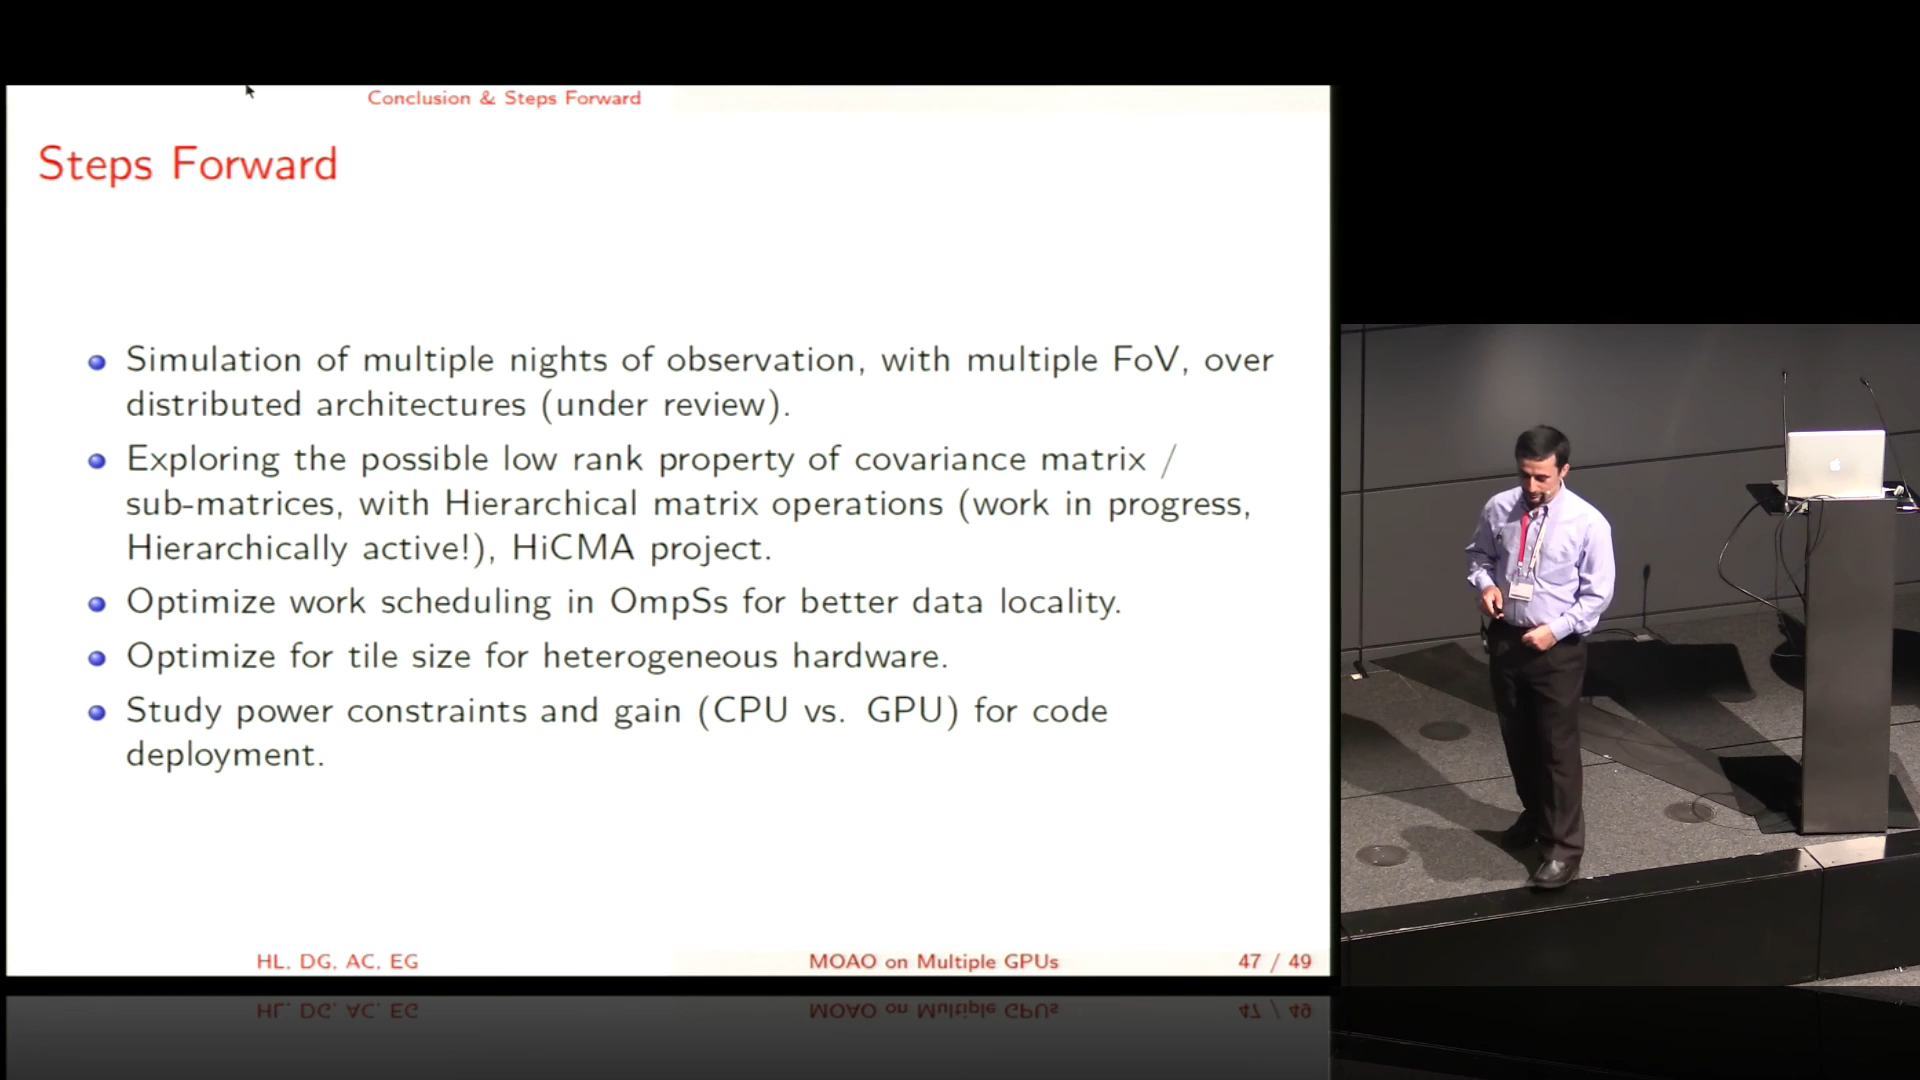 Conclusion & Steps Forward
Steps Forward
Simulation of multiple nights of observation, with multiple FoV, over
distributed architectures (under review).
Exploring the possible low rank property of covariance matrix /
sub-matrices, with Hierarchical matrix operations (work in progress,
Hierarchically active!), HiCMA project.
Optimize work scheduling in OmpSs for better data locality.
Optimize for tile size for heterogeneous hardware.
Study power constraints and gain (CPU vs. GPU) for code
deployment.
HL, DG, AC, EG MOAO on Multiple GPUs 47 / 49